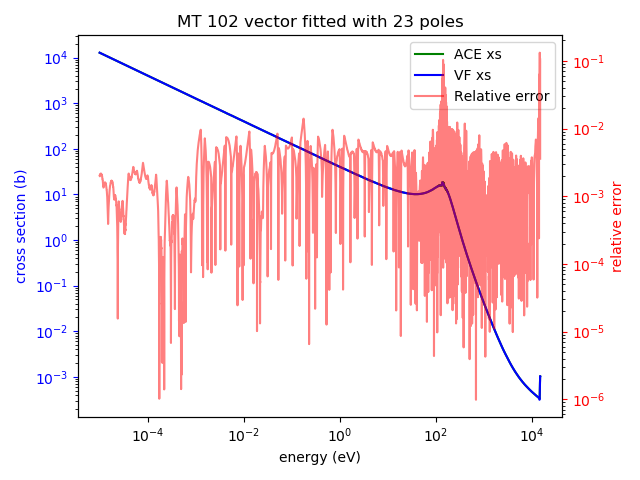 MT 102 vector fitted with 23 poles
ACE xs
VF xs
Relative error
cross section (b)
10^4
10^3
10^2
10^1
10^0
10^-1
10^-2
10^-3
10^-1
10^-2
10^-3
10^-4
10^-5
10^-6
relative error
10^-4
10^-2
10^0
10^2
10^4
energy (eV)